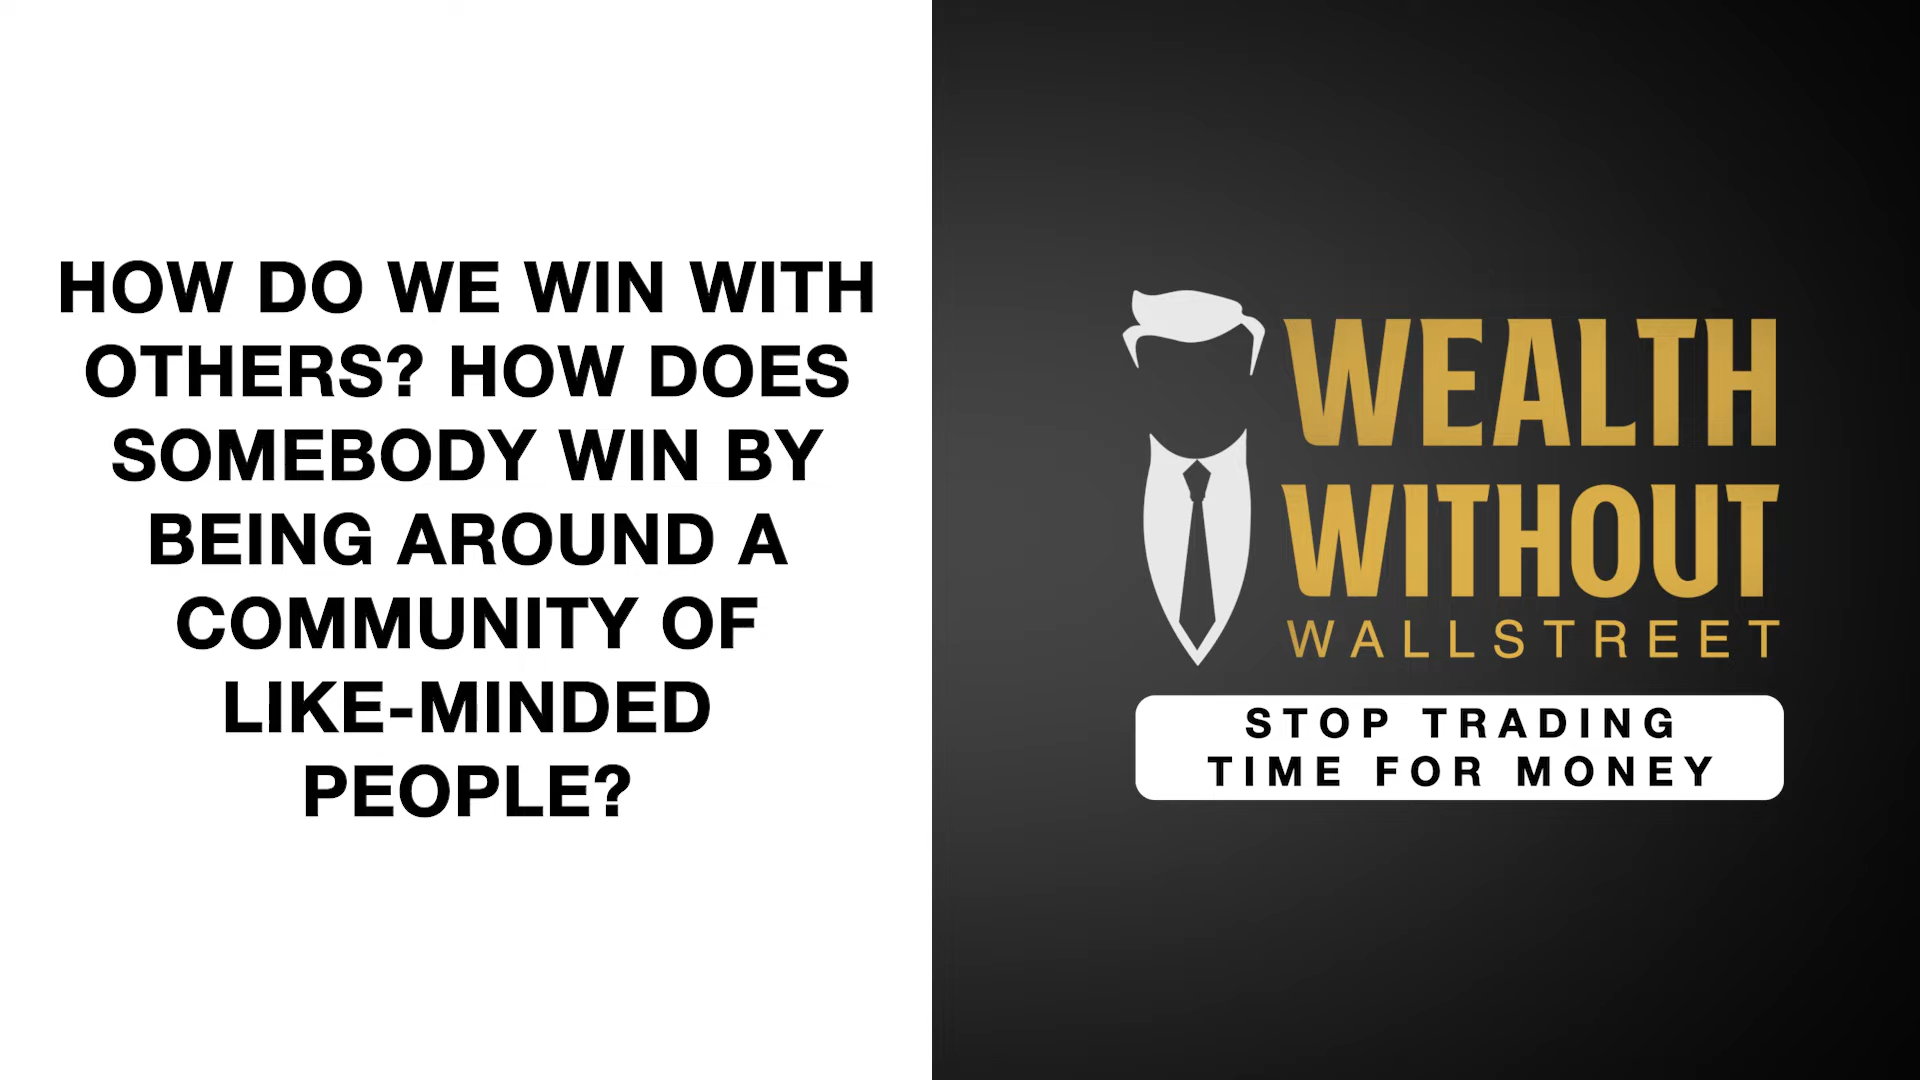 HOW DO WE WIN WITH
OTHERS? HOW DOES
SOMEBODY WIN BY
BEING AROUND A
COMMUNITY OF
LIKE-MINDED
PEOPLE?
WEALTH
WITHOUT
WALLSTREET
STOP TRADING
TIME FOR MONEY